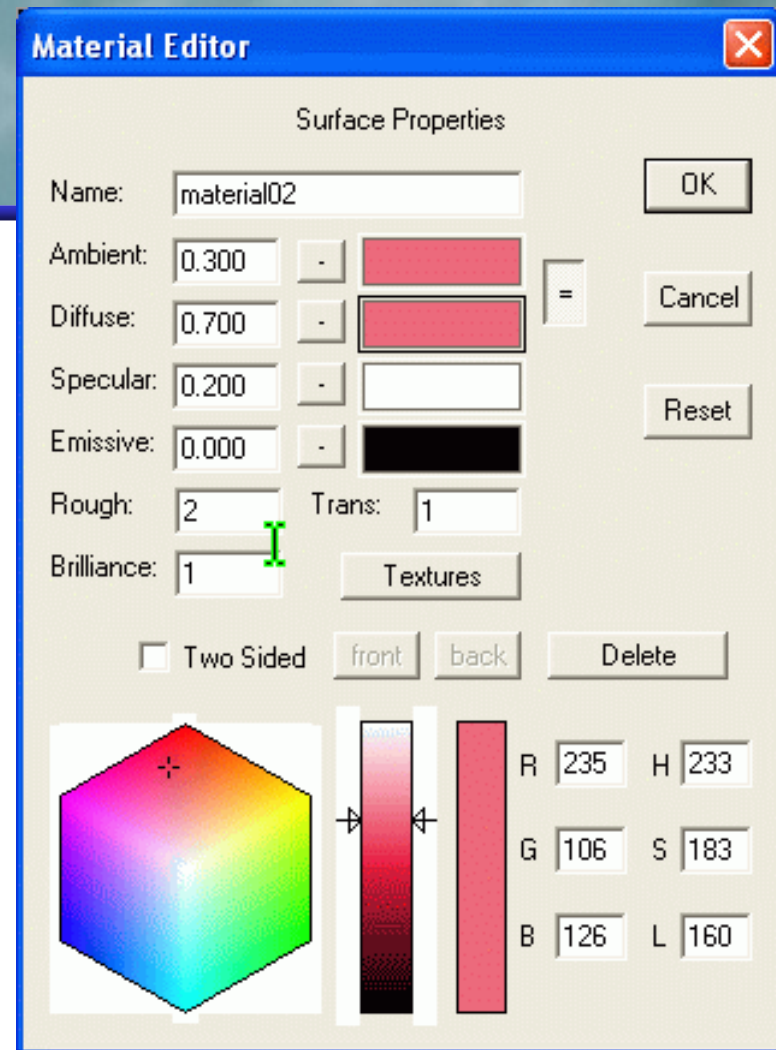 Material Editor
Surface Properties
Name: material02 OK
Ambient: 0.300 - =
Diffuse: 0.700 - Cancel
Specular: 0.200 -
Reset
Emissive: 0.000 -
Rough: 2 Trans: 1
Brilliance: 1 Textures
Two Sided front back Delete
R 235 H 233
G 106 S 183
B 126 L 160